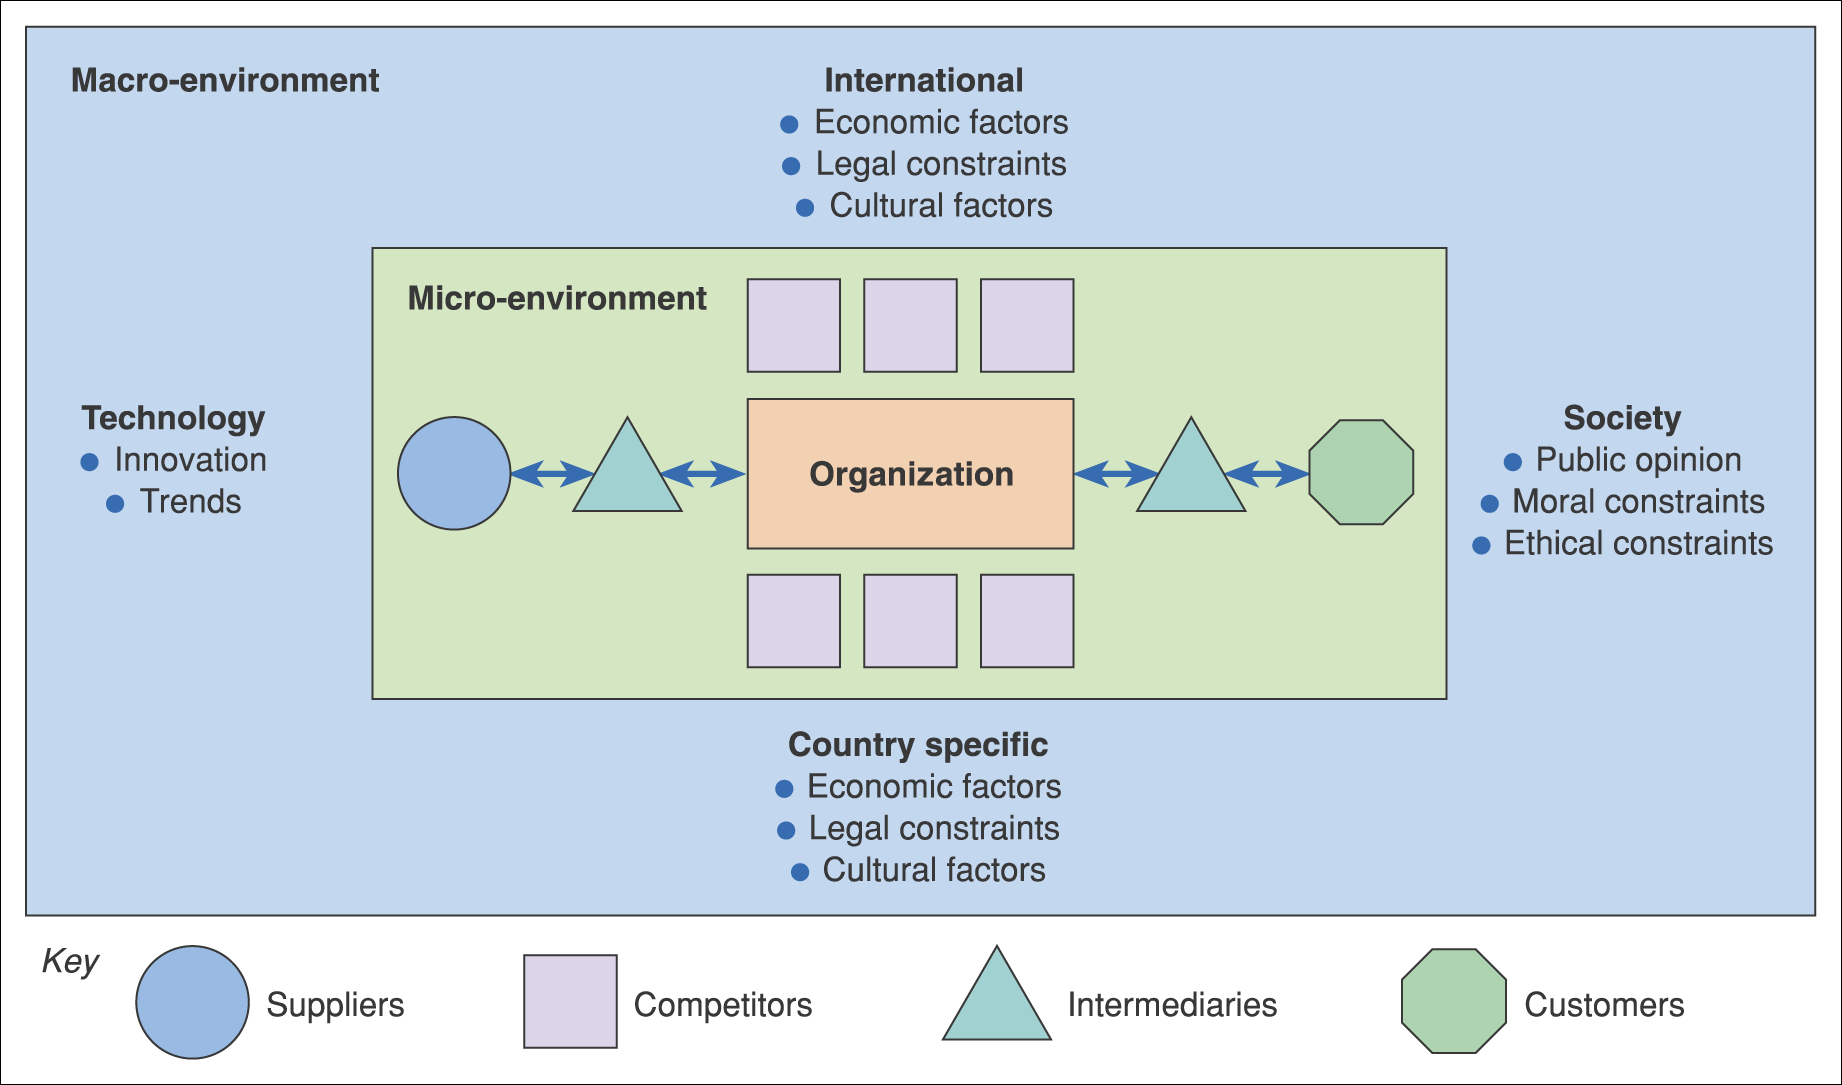 Macro-environment
International
• Economic factors
• Legal constraints
• Cultural factors
Micro-environment
Technology
• Innovation
• Trends
Organization
Society
• Public opinion
• Moral constraints
• Ethical constraints
Country specific
• Economic factors
• Legal constraints
• Cultural factors
Key
Suppliers
Competitors
Intermediaries
Customers